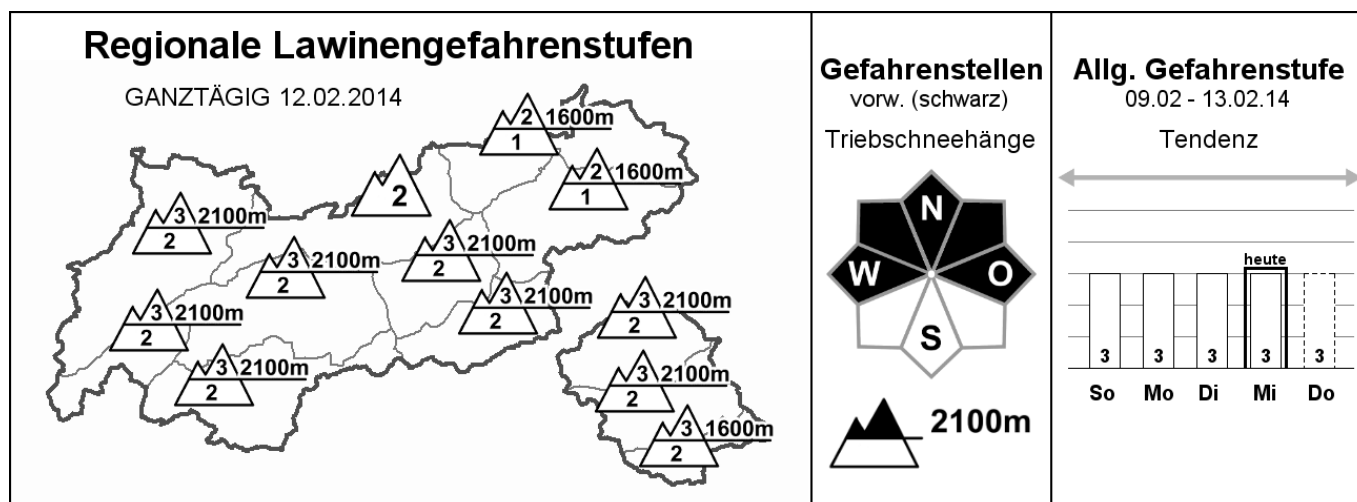 Regionale Lawinengefahrenstufen
GANZTÄGIG 12.02.2014
2 1600m
1
2 1600m
1
2
3 2100m
2
3 2100m
2
3 2100m
2
3 2100m
2
3 2100m
2
3 2100m
2
3 2100m
2
3 2100m
2
3 1600m
2
Gefahrenstellen
vorw. (schwarz)
Triebschneehänge
N
W O
S
2100m
Allg. Gefahrenstufe
09.02 - 13.02.14
Tendenz
heute
3 3 3 3 3
So Mo Di Mi Do